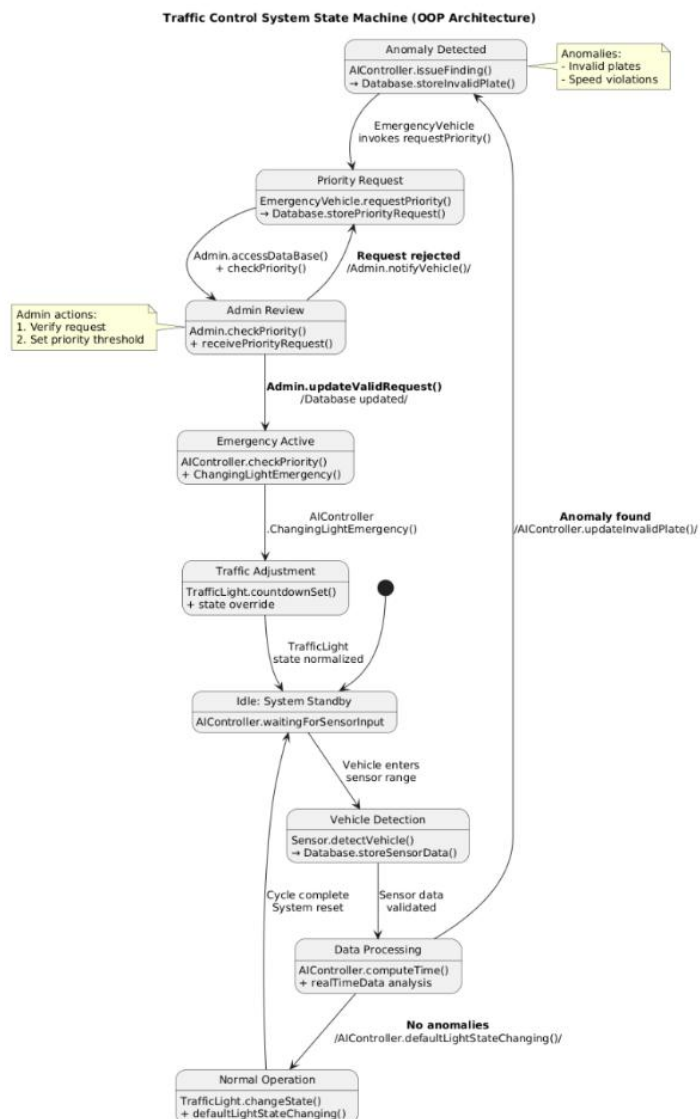 Traffic Control System State Machine (OOP Architecture)
Anomaly Detected
AIController.issueFinding()
→ Database.storeInvalidPlate()
Anomalies:
- Invalid plates
- Speed violations
EmergencyVehicle
invokes requestPriority()
Priority Request
EmergencyVehicle.requestPriority()
→ Database.storePriorityRequest()
Admin.accessDataBase()
+ checkPriority()
Request rejected
/Admin.notifyVehicle()/
Admin actions:
1. Verify request
2. Set priority threshold
Admin Review
Admin.checkPriority()
+ receivePriorityRequest()
Admin.updateValidRequest()
/Database updated/
Emergency Active
AIController.checkPriority()
+ ChangingLightEmergency()
AIController
.ChangingLightEmergency()
Anomaly found
/AIController.updateInvalidPlate()/
Traffic Adjustment
TrafficLight.countdownSet()
+ state override
TrafficLight
state normalized
Idle: System Standby
AIController.waitingForSensorInput
Vehicle enters
sensor range
Vehicle Detection
Sensor.detectVehicle()
→ Database.storeSensorData()
Cycle complete
System reset
Sensor data
validated
Data Processing
AIController.computeTime()
+ realTimeData analysis
No anomalies
/AIController.defaultLightStateChanging()/
Normal Operation
TrafficLight.changeState()
+ defaultLightStateChanging()